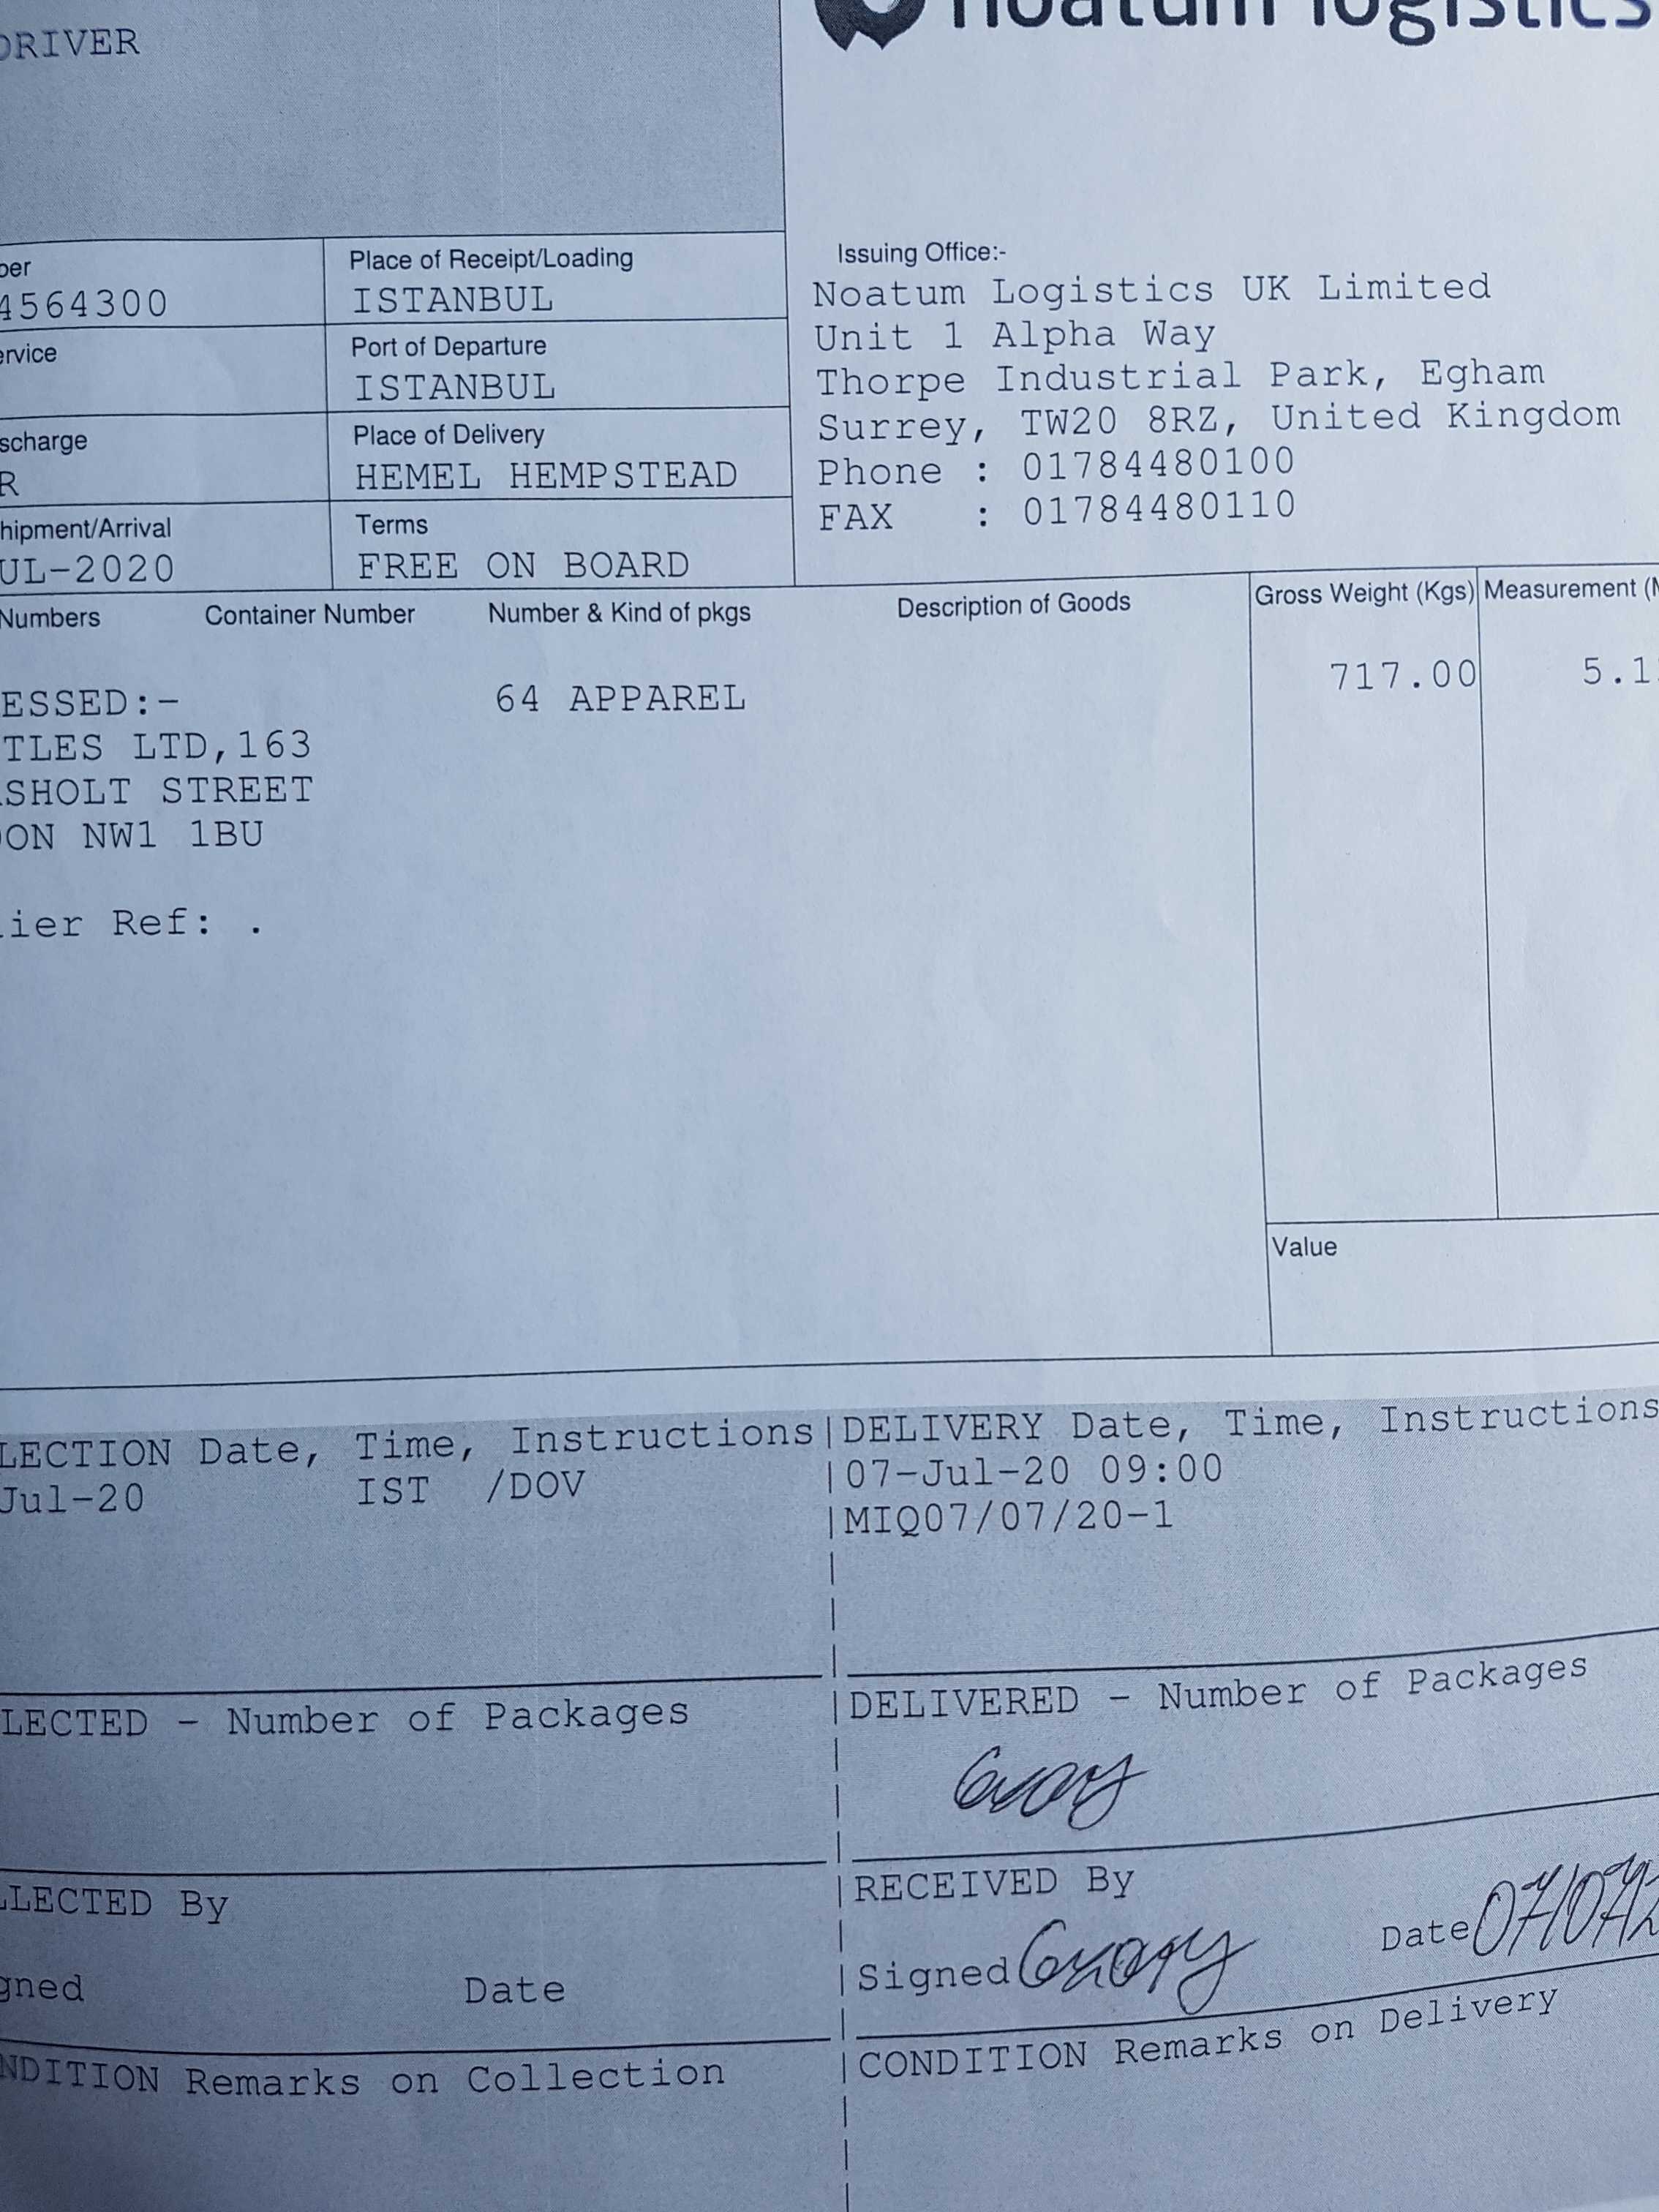 DRIVER
noatum logistics
ber
4564300
Place of Receipt/Loading
ISTANBUL
Issuing Office:-
Noatum Logistics UK Limited
Unit 1 Alpha Way
Thorpe Industrial Park, Egham
Surrey, TW20 8RZ, United Kingdom
Phone : 01784480100
FAX : 01784480110
ervice
Port of Departure
ISTANBUL
scharge
R
Place of Delivery
HEMEL HEMPSTEAD
hipment/Arrival
UL-2020
Terms
FREE ON BOARD
Numbers Container Number Number & Kind of pkgs Description of Goods Gross Weight (Kgs) Measurement (M
ESSED:- 64 APPAREL 717.00 5.1
TLES LTD,163
SHOLT STREET
ON NW1 1BU
ier Ref: .
Value
LECTION Date, Time, Instructions|DELIVERY Date, Time, Instructions
Jul-20 IST /DOV |07-Jul-20 09:00
|MIQ07/07/20-1
LECTED - Number of Packages |DELIVERED - Number of Packages
LLECTED By |RECEIVED By
gned Date |Signed Date 07/07/2
NDITION Remarks on Collection |CONDITION Remarks on Delivery